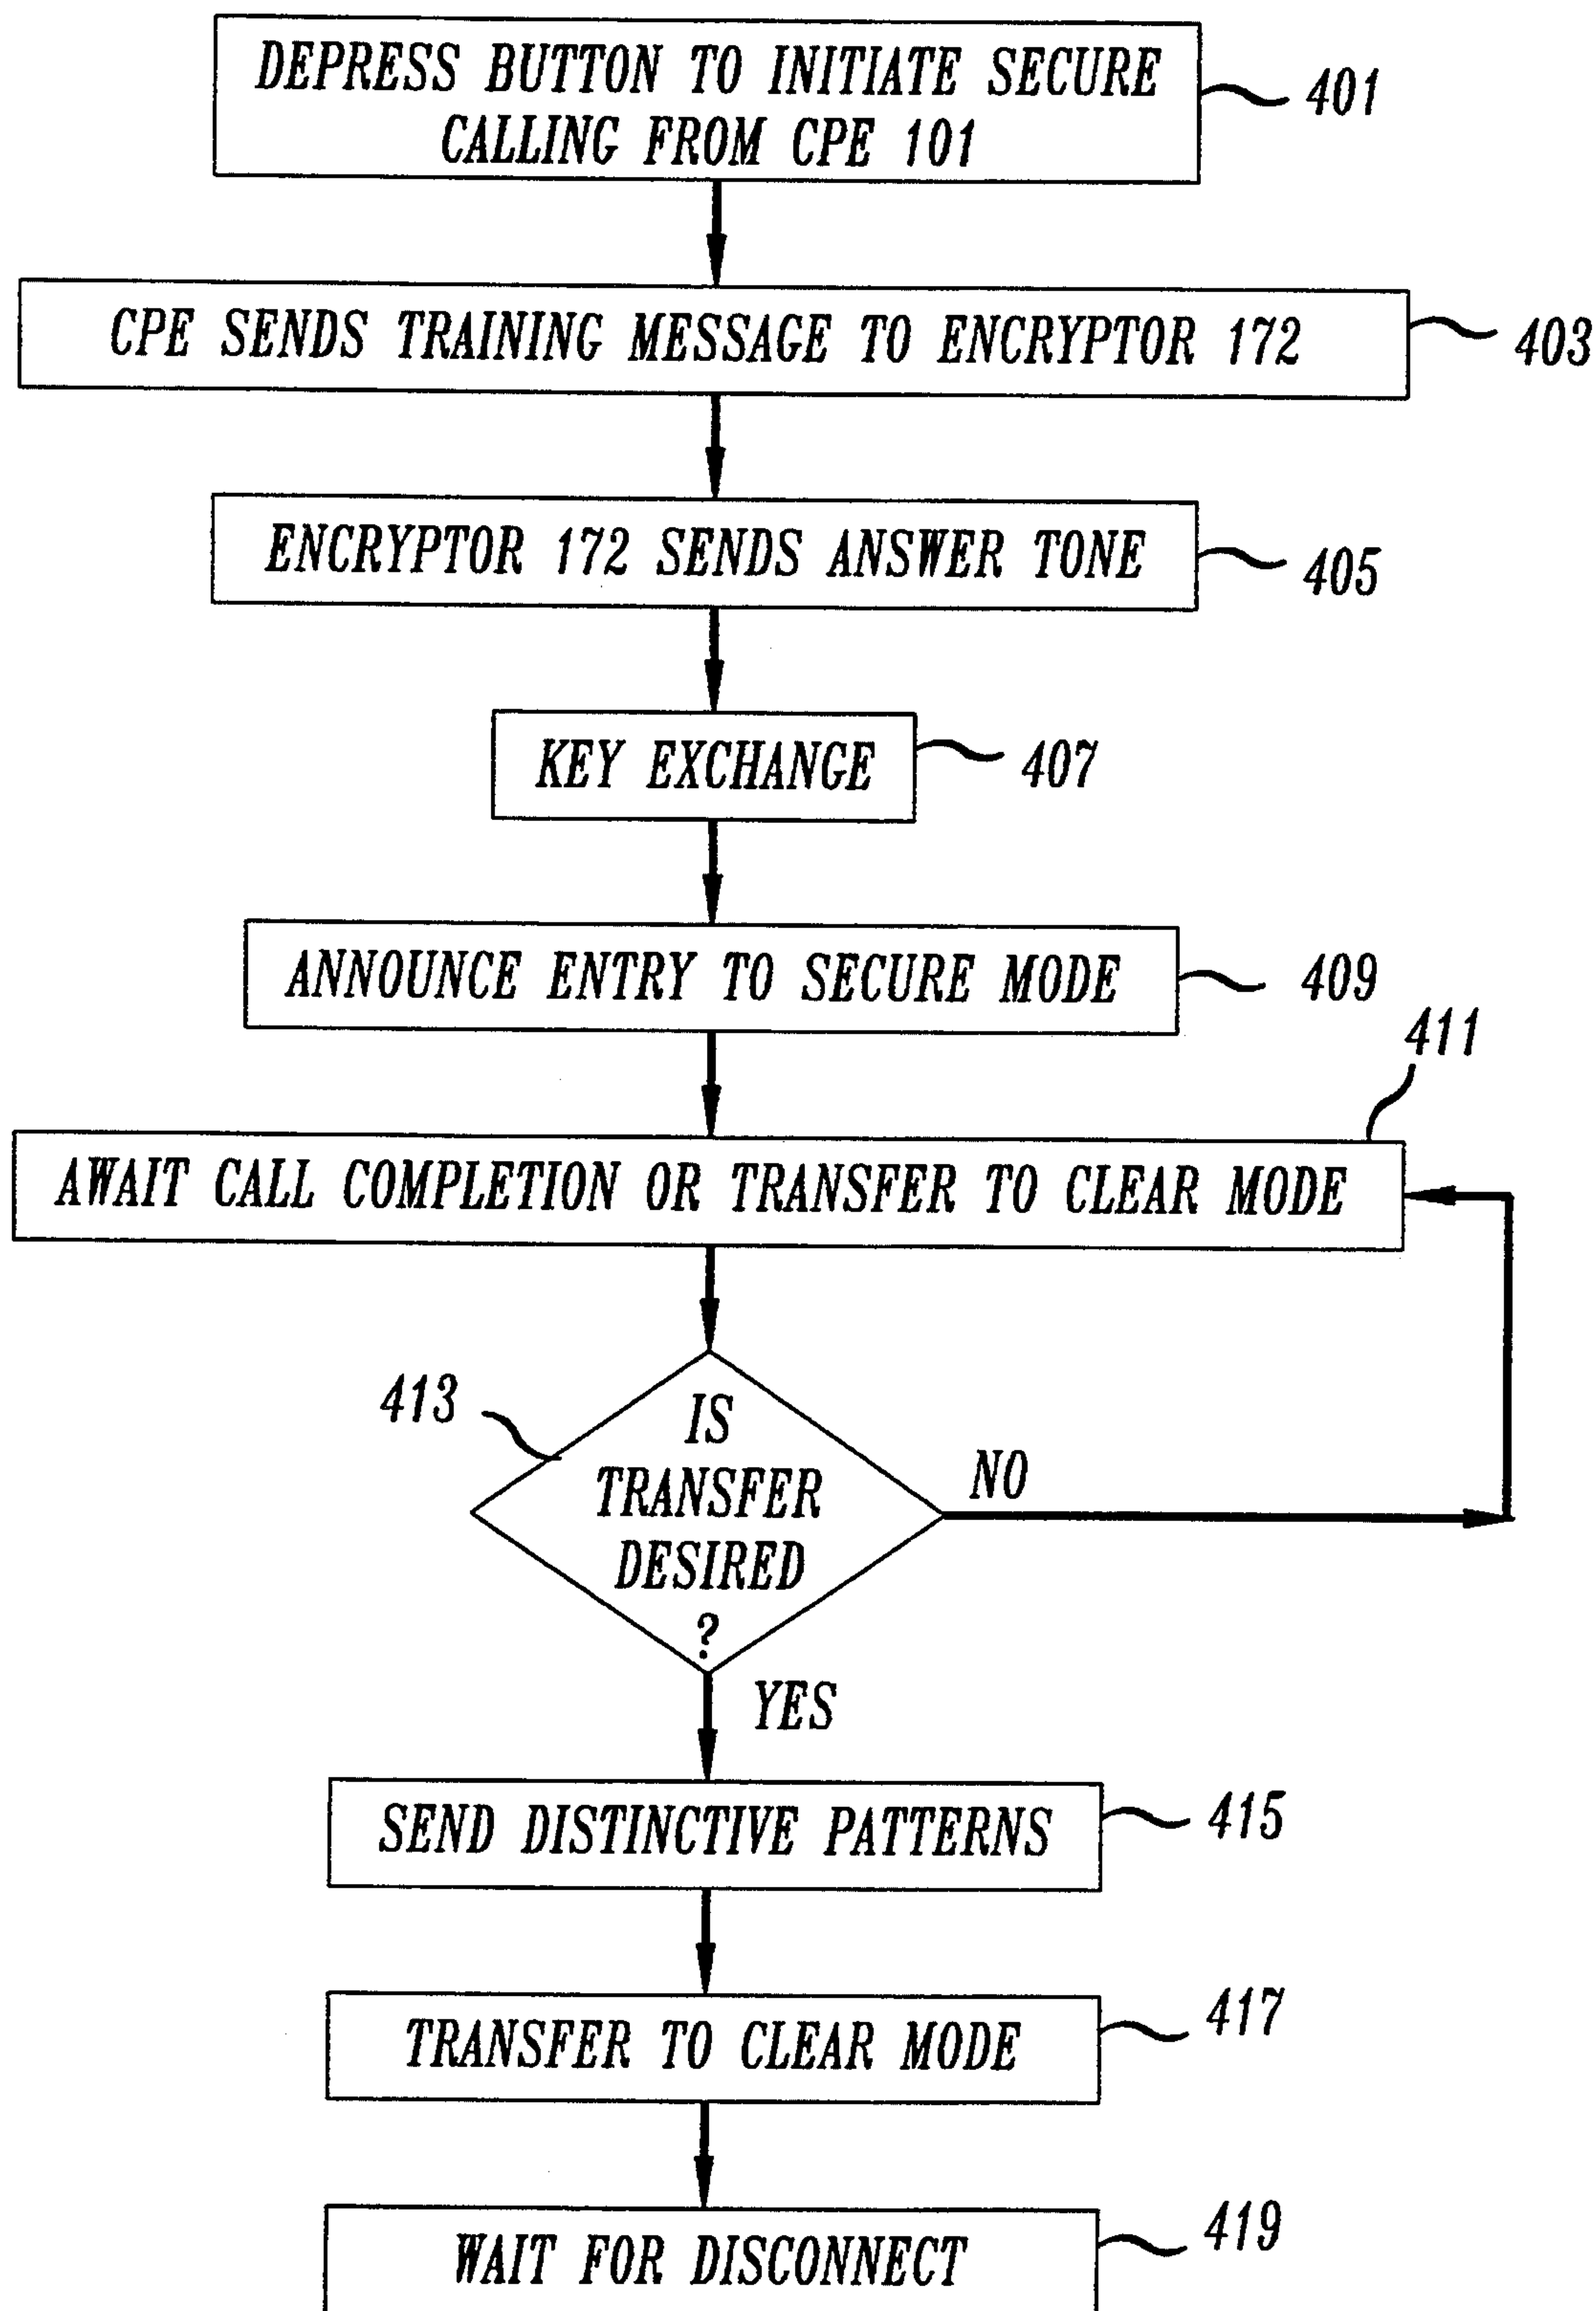 DEPRESS BUTTON TO INITIATE SECURE
CALLING FROM CPE 101
401
CPE SENDS TRAINING MESSAGE TO ENCRYPTOR 172
403
ENCRYPTOR 172 SENDS ANSWER TONE
405
KEY EXCHANGE
407
ANNOUNCE ENTRY TO SECURE MODE
409
411
AWAIT CALL COMPLETION OR TRANSFER TO CLEAR MODE
413
IS
TRANSFER
DESIRED
?
NO
YES
SEND DISTINCTIVE PATTERNS
415
TRANSFER TO CLEAR MODE
417
WAIT FOR DISCONNECT
419